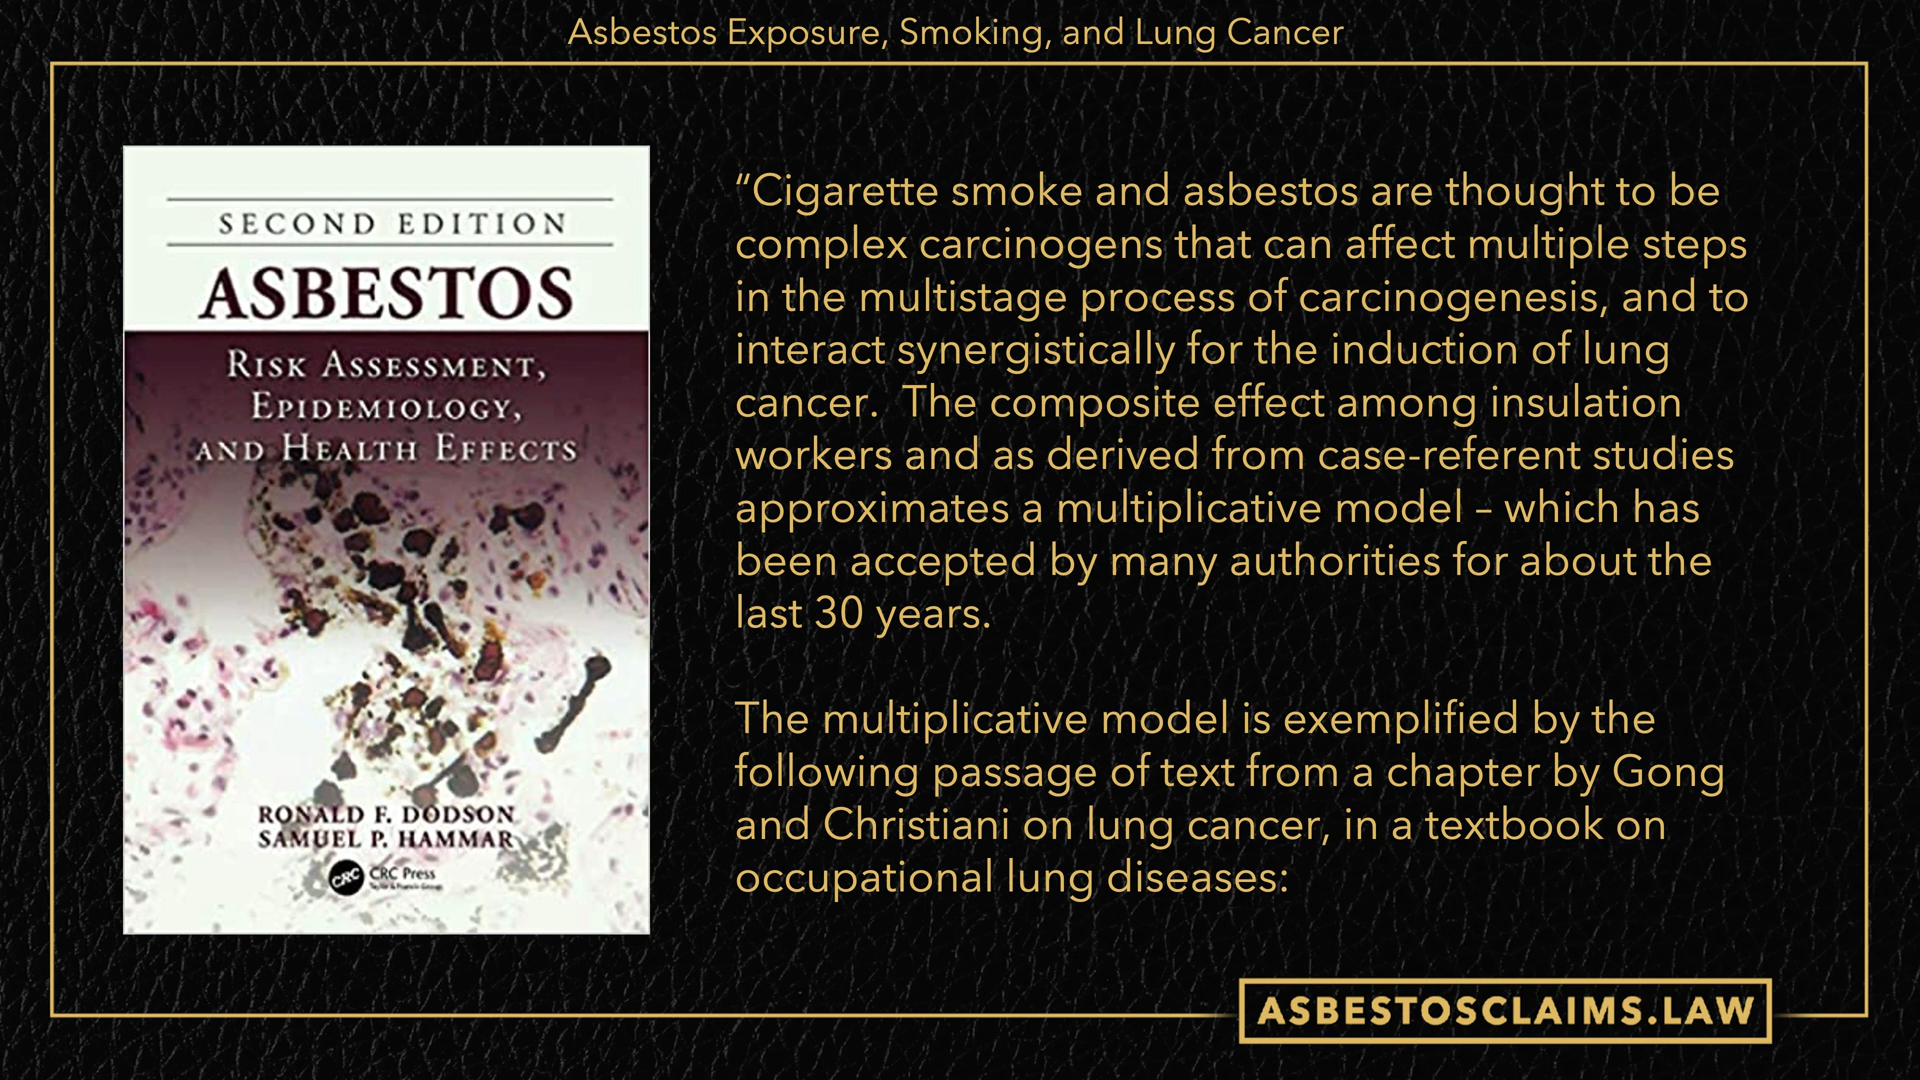 Asbestos Exposure, Smoking, and Lung Cancer
SECOND EDITION
ASBESTOS
RISK ASSESSMENT,
EPIDEMIOLOGY,
AND HEALTH EFFECTS
RONALD F. DODSON
SAMUEL P. HAMMAR
CRC
CRC Press
Taylor & Francis Group
“Cigarette smoke and asbestos are thought to be
complex carcinogens that can affect multiple steps
in the multistage process of carcinogenesis, and to
interact synergistically for the induction of lung
cancer.  The composite effect among insulation
workers and as derived from case-referent studies
approximates a multiplicative model – which has
been accepted by many authorities for about the
last 30 years.
The multiplicative model is exemplified by the
following passage of text from a chapter by Gong
and Christiani on lung cancer, in a textbook on
occupational lung diseases:
ASBESTOSCLAIMS.LAW